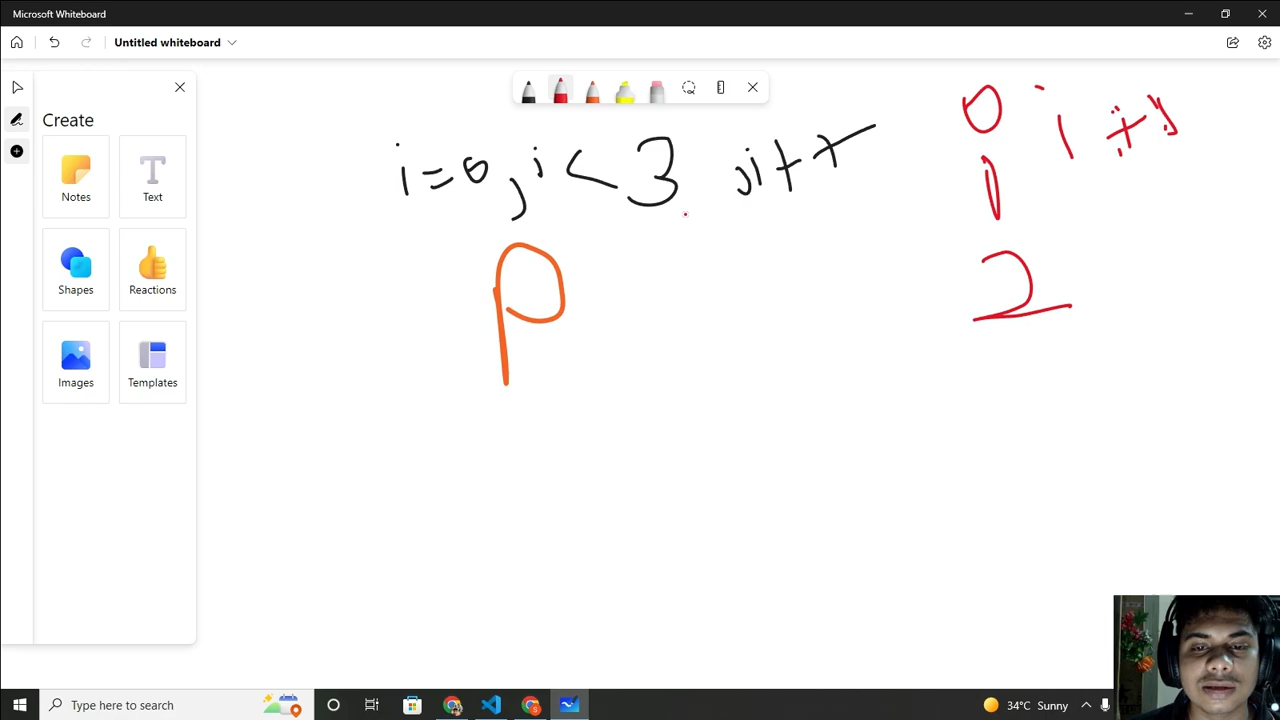 Microsoft Whiteboard
Untitled whiteboard
Create
Notes
Text
Shapes
Reactions
Images
Templates
i=0, i<3 ,i++
P
0
1
2
i ++
Type here to search
34°C Sunny